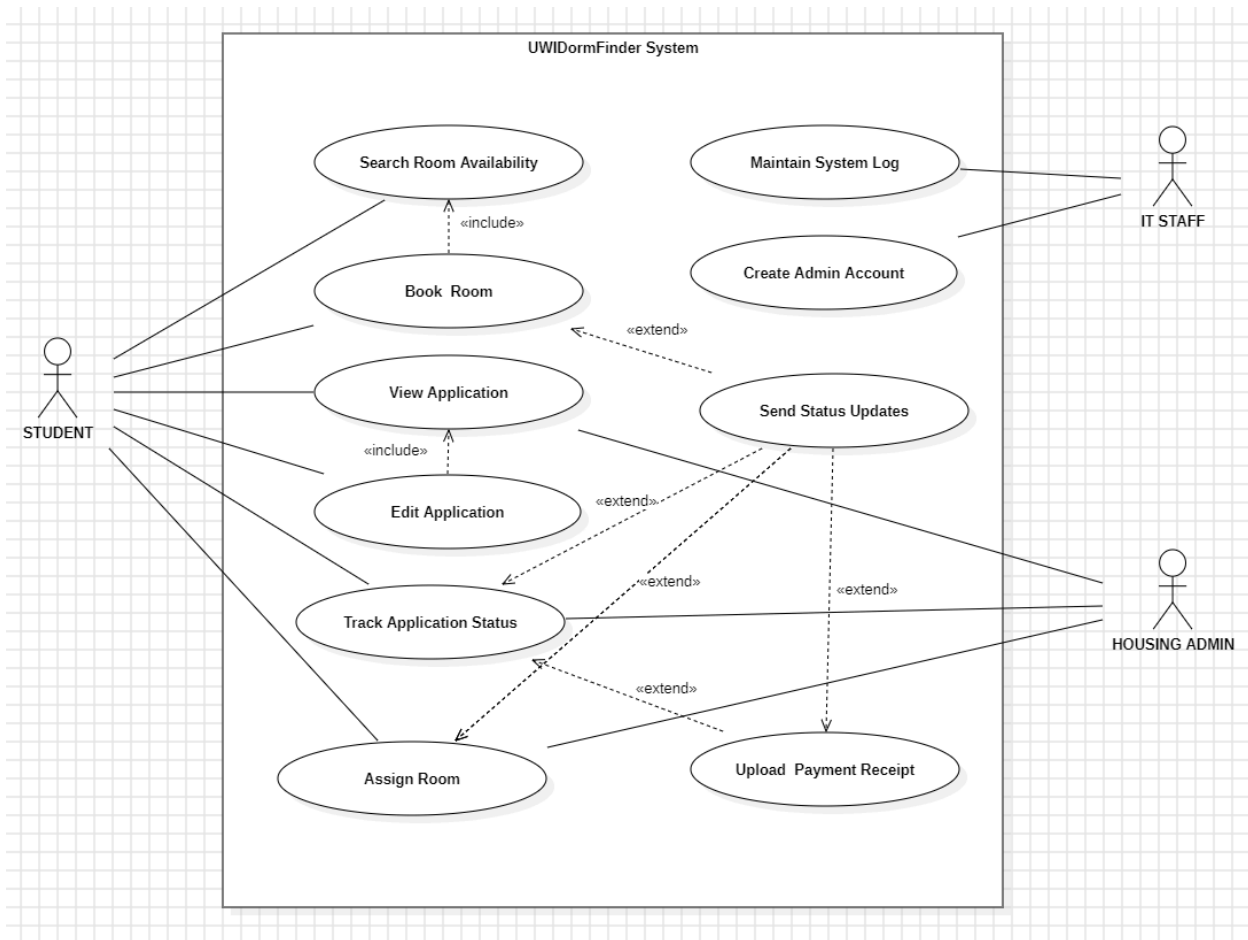 UWIDormFinder System
Search Room Availability
Maintain System Log
«include»
IT STAFF
Book  Room
Create Admin Account
«extend»
View Application
Send Status Updates
STUDENT
«include»
Edit Application
«extend»
«extend»
«extend»
Track Application Status
HOUSING ADMIN
«extend»
Assign Room
Upload  Payment Receipt